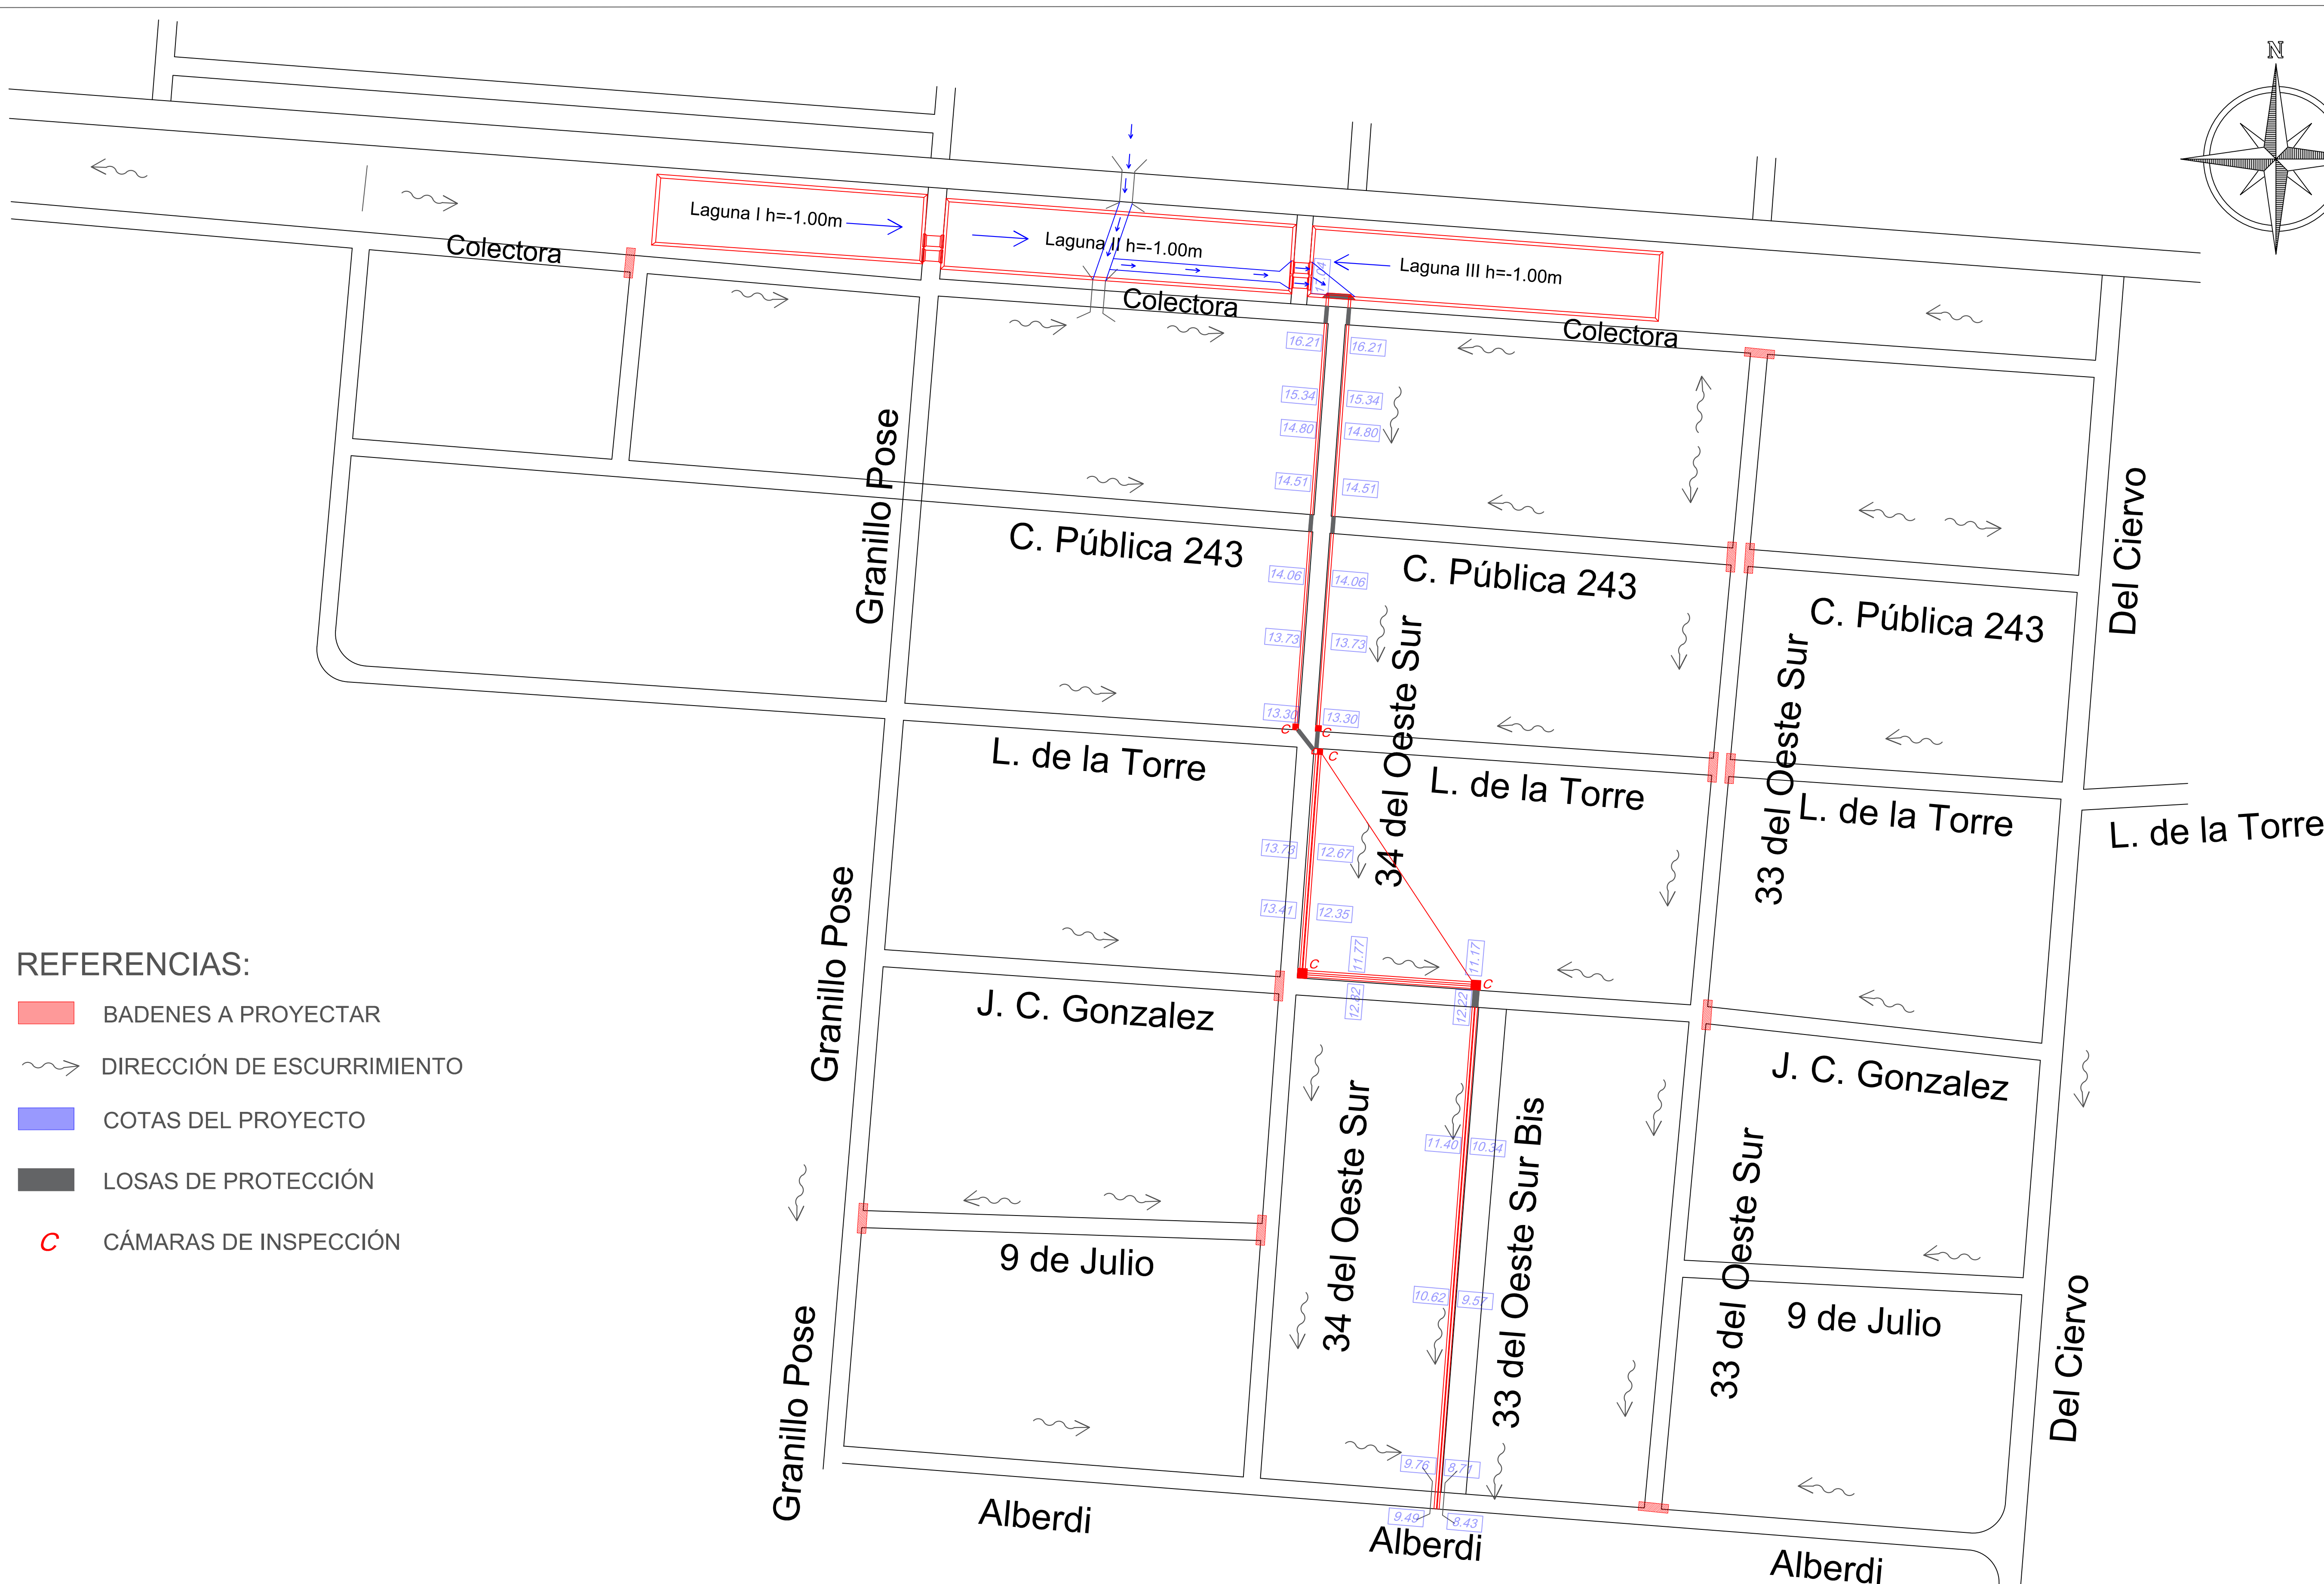 N
Laguna I h=-1.00m
Laguna II h=-1.00m
Laguna III h=-1.00m
Colectora
Colectora
Colectora
16.21
16.21
15.34
15.34
14.80
14.80
14.51
14.51
Granillo Pose
Del Ciervo
C. Pública 243
C. Pública 243
C. Pública 243
14.06
14.06
13.73
13.73
34 del Oeste Sur
33 del Oeste Sur
13.30
13.30
C
C
C
L. de la Torre
L. de la Torre
L. de la Torre
L. de la Torre
13.73
12.67
13.41
12.35
Granillo Pose
11.77
11.17
C
C
12.82
12.22
J. C. Gonzalez
J. C. Gonzalez
REFERENCIAS:
BADENES A PROYECTAR
DIRECCIÓN DE ESCURRIMIENTO
COTAS DEL PROYECTO
LOSAS DE PROTECCIÓN
C CÁMARAS DE INSPECCIÓN
34 del Oeste Sur
33 del Oeste Sur Bis
33 del Oeste Sur
11.40
10.34
9 de Julio
9 de Julio
10.62
9.57
Granillo Pose
Del Ciervo
9.76
8.71
9.49
8.43
Alberdi
Alberdi
Alberdi